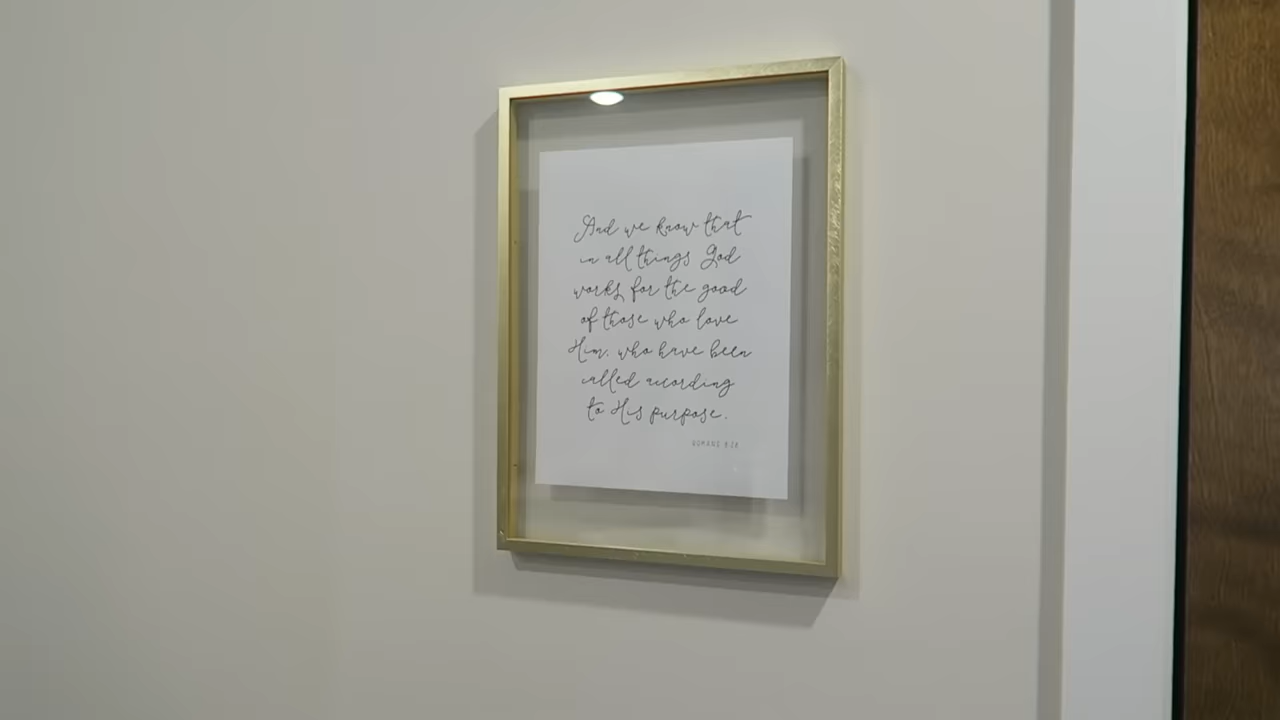 And we know that
in all things God
works for the good
of those who love
Him, who have been
called according
to His purpose.
ROMANS 8:28